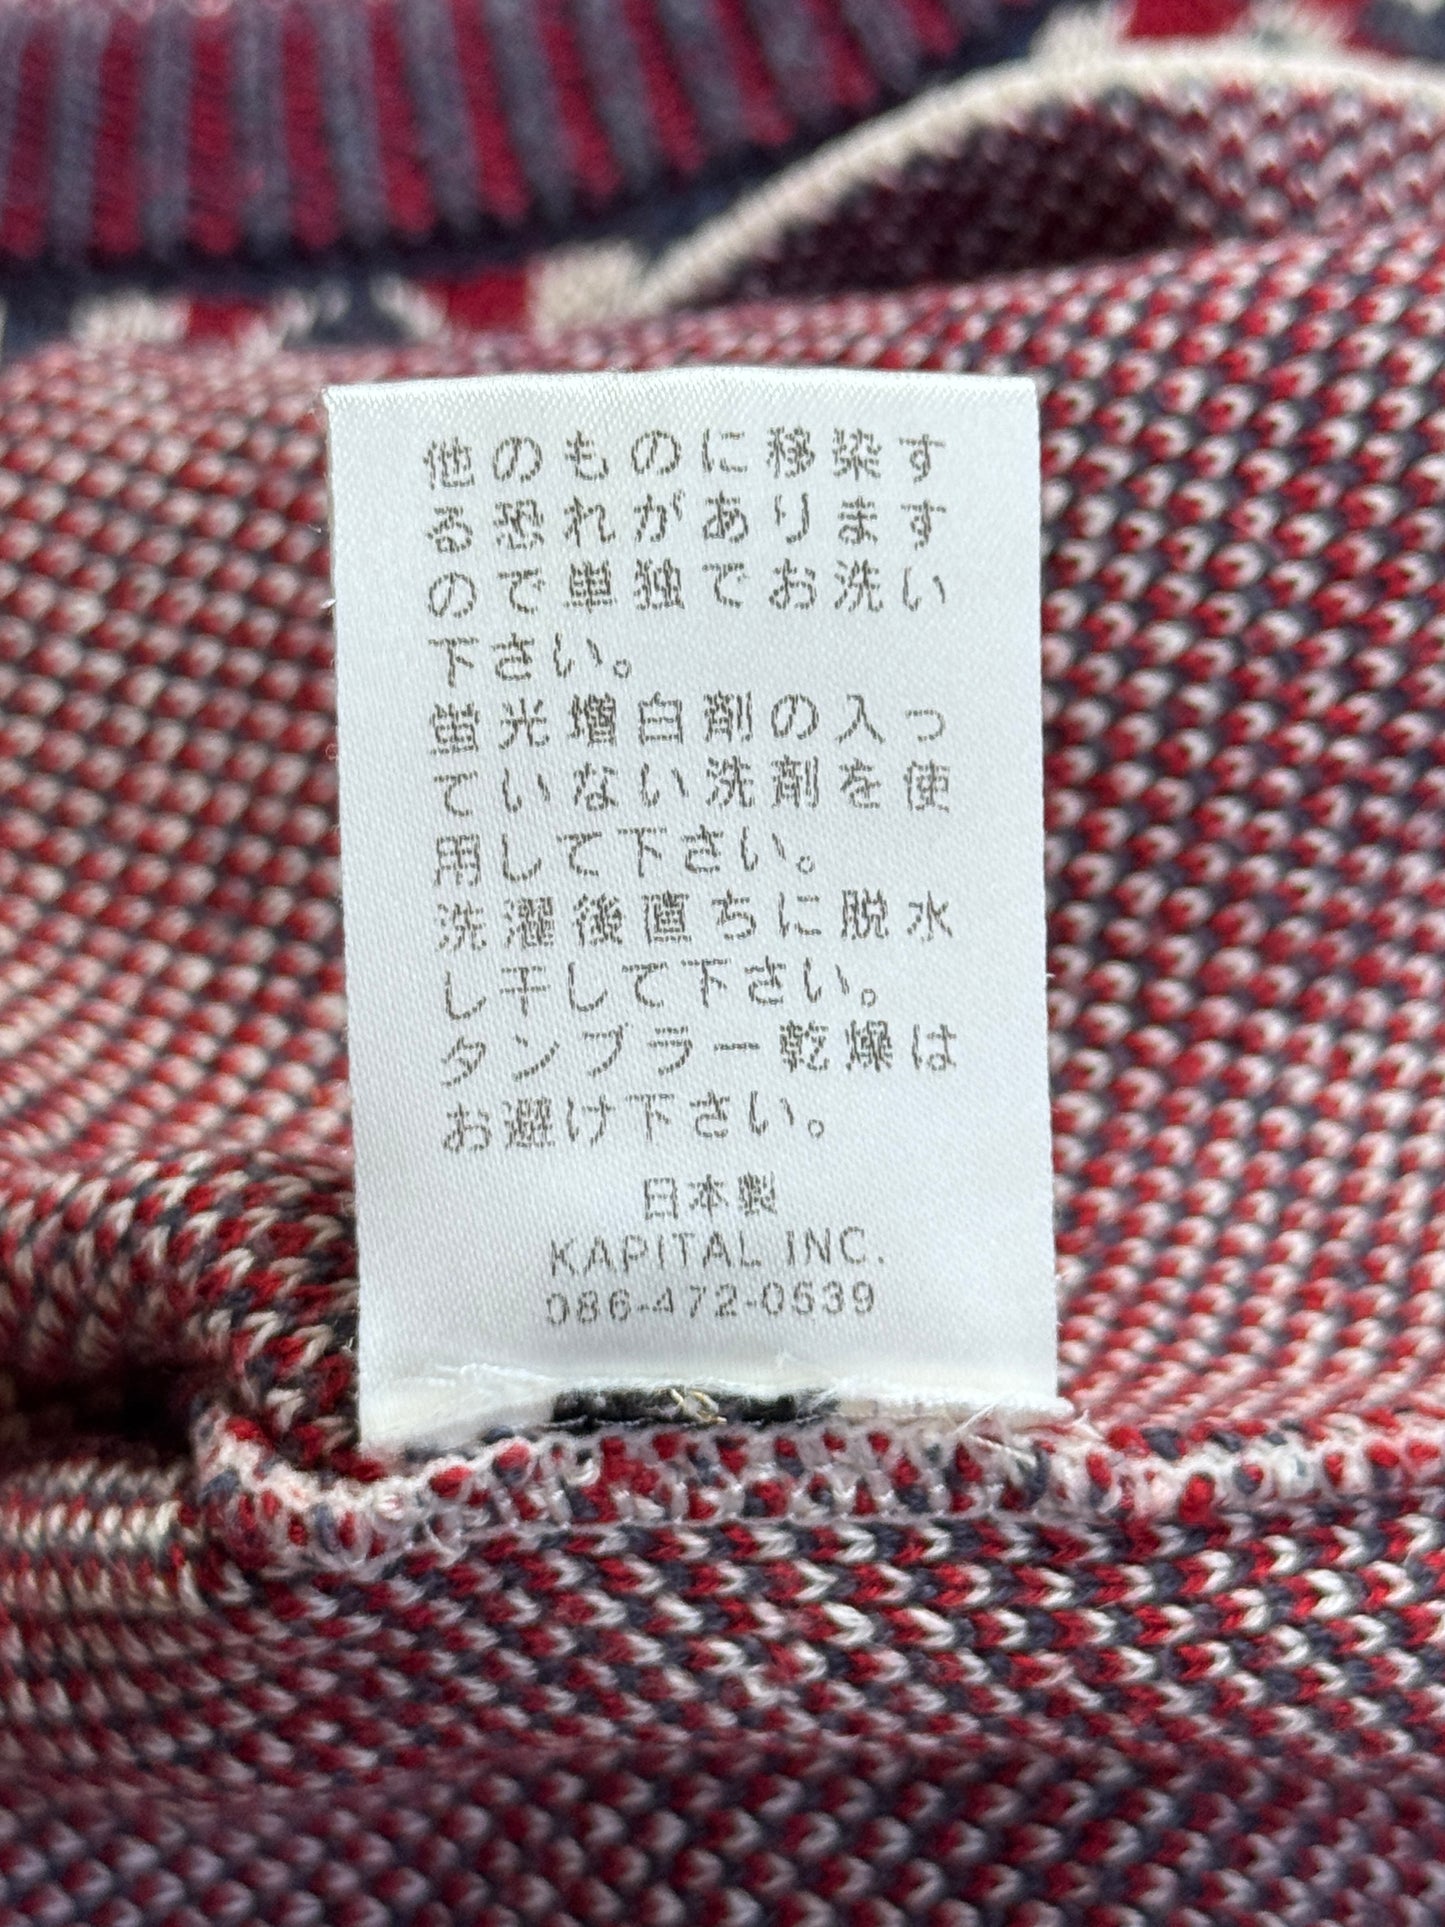 他のものに移染す
る恐れがあります
ので単独でお洗い
下さい。
蛍光増白剤の入っ
ていない洗剤を使
用して下さい。
洗濯後直ちに脱水
し干して下さい。
タンブラー乾燥は
お避け下さい。
日本製
KAPITAL INC.
086-472-0639